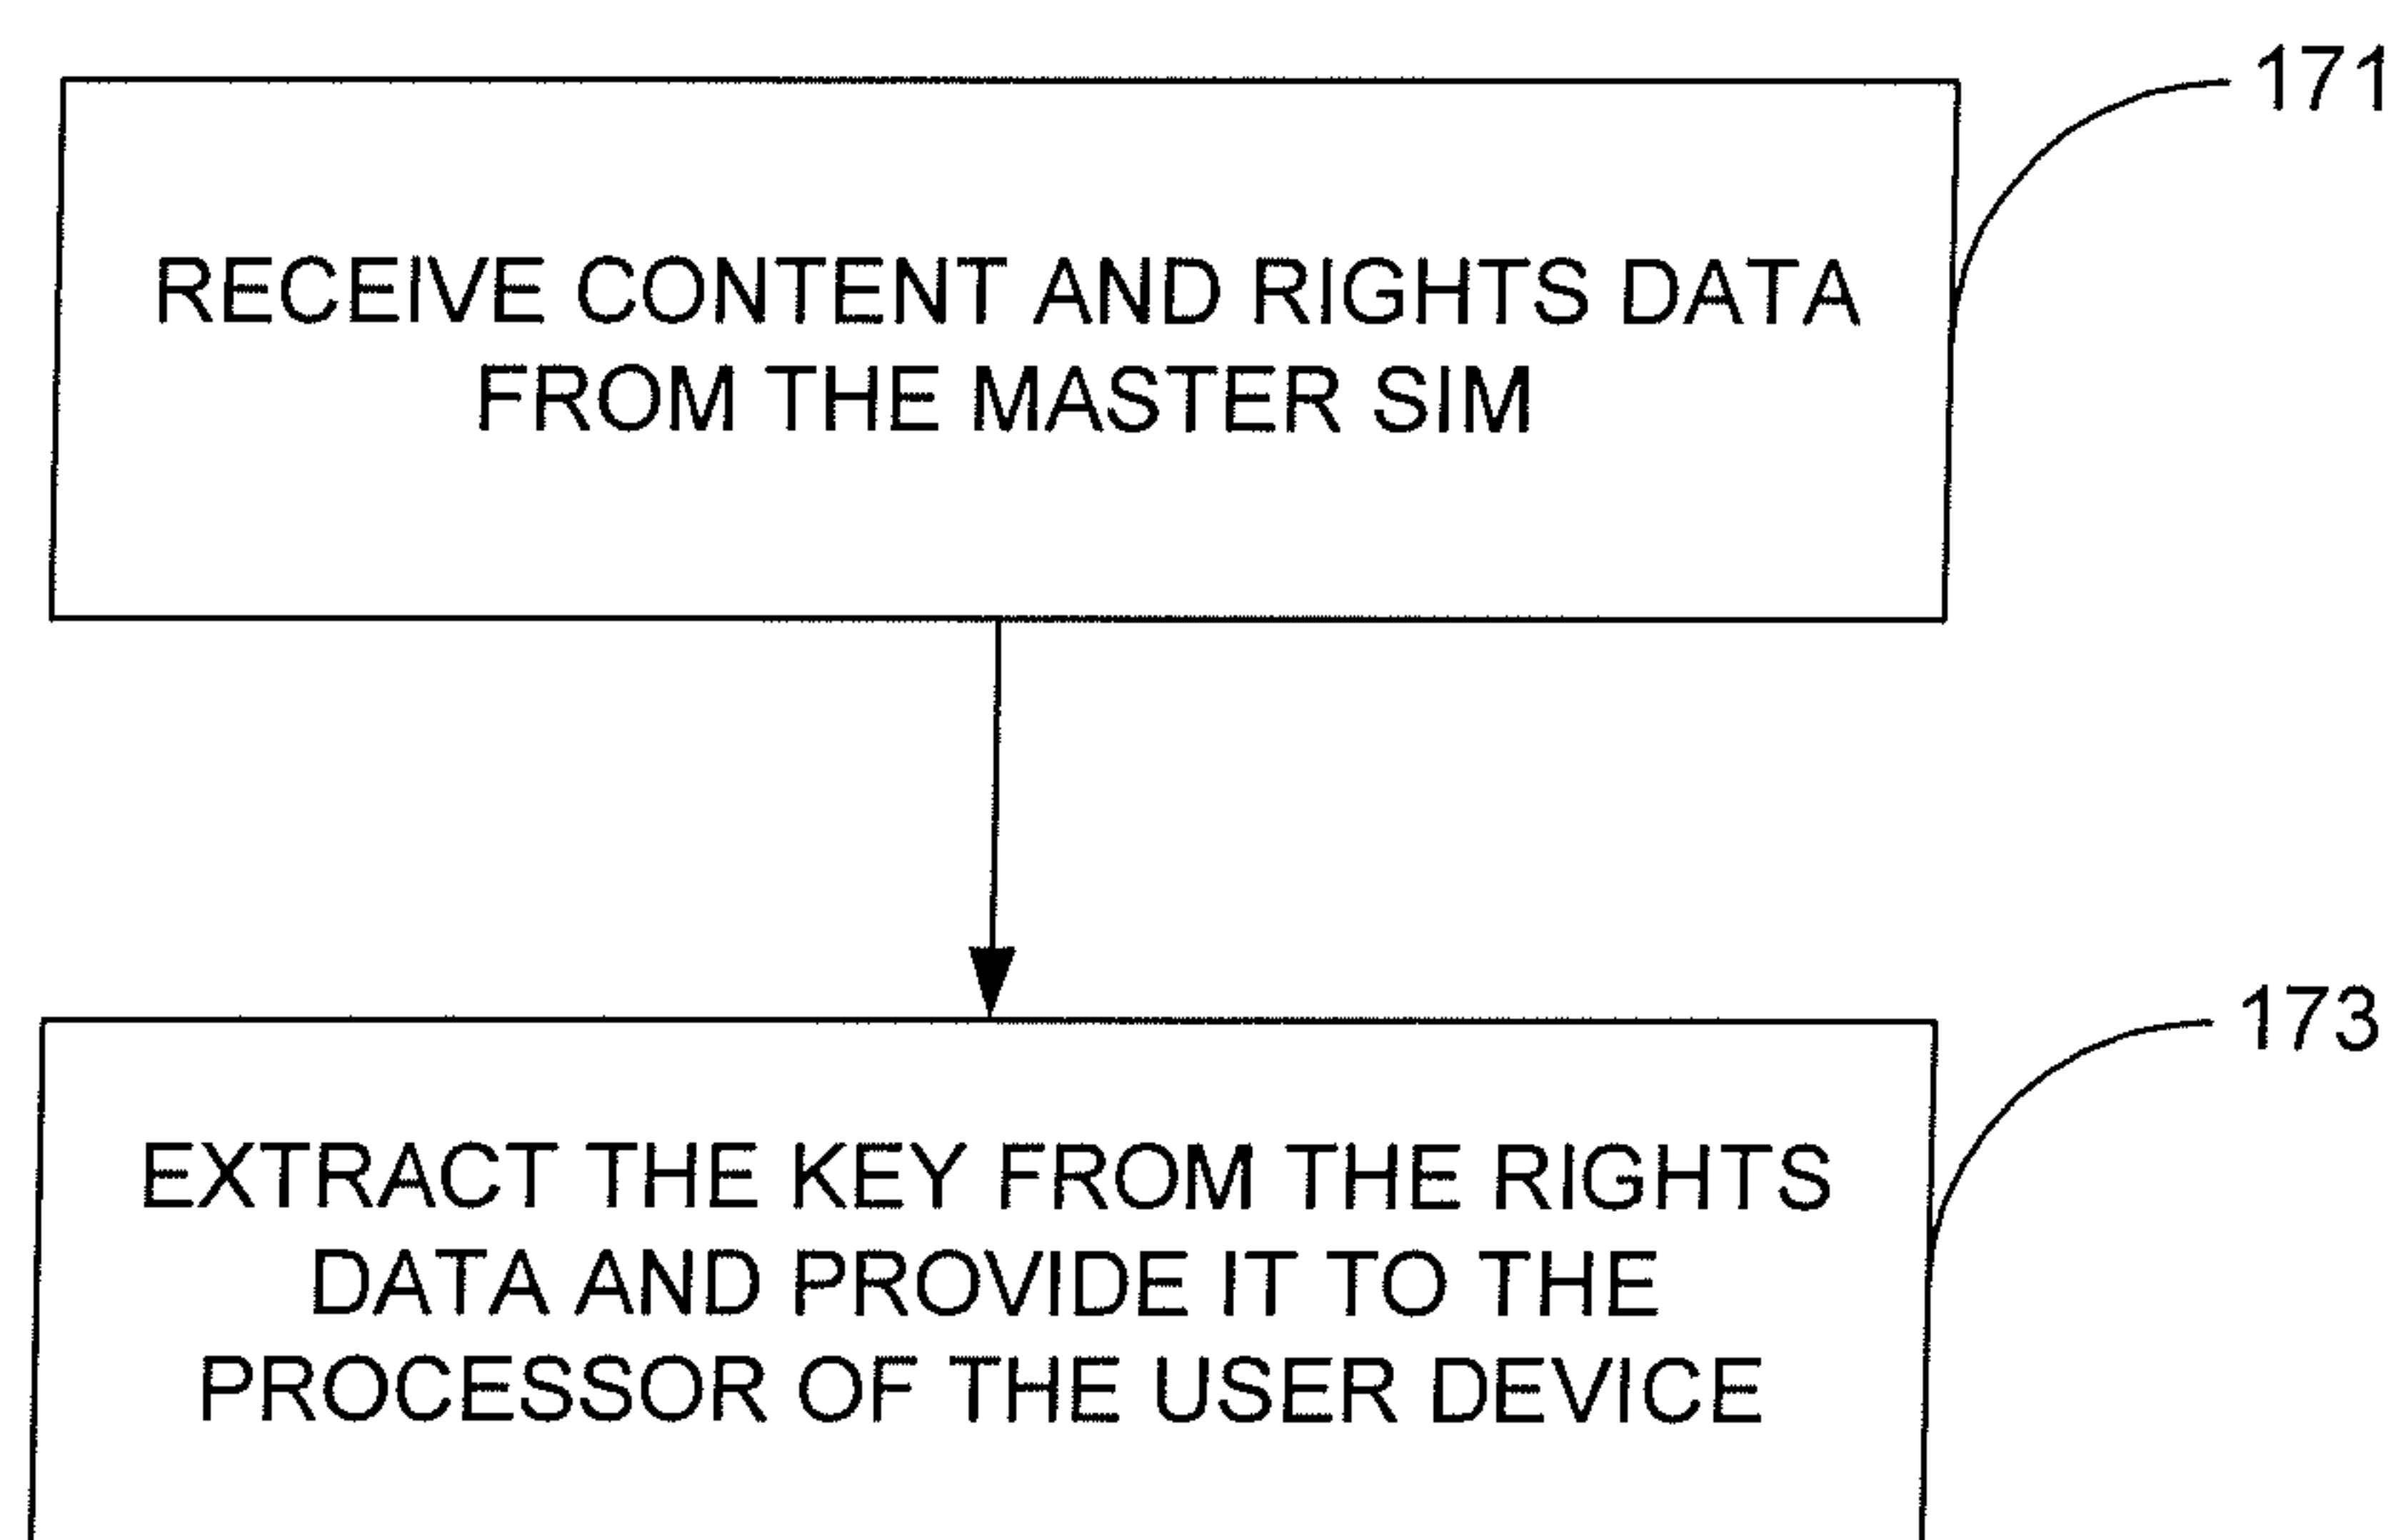 171
RECEIVE CONTENT AND RIGHTS DATA
FROM THE MASTER SIM
173
EXTRACT THE KEY FROM THE RIGHTS
DATA AND PROVIDE IT TO THE
PROCESSOR OF THE USER DEVICE